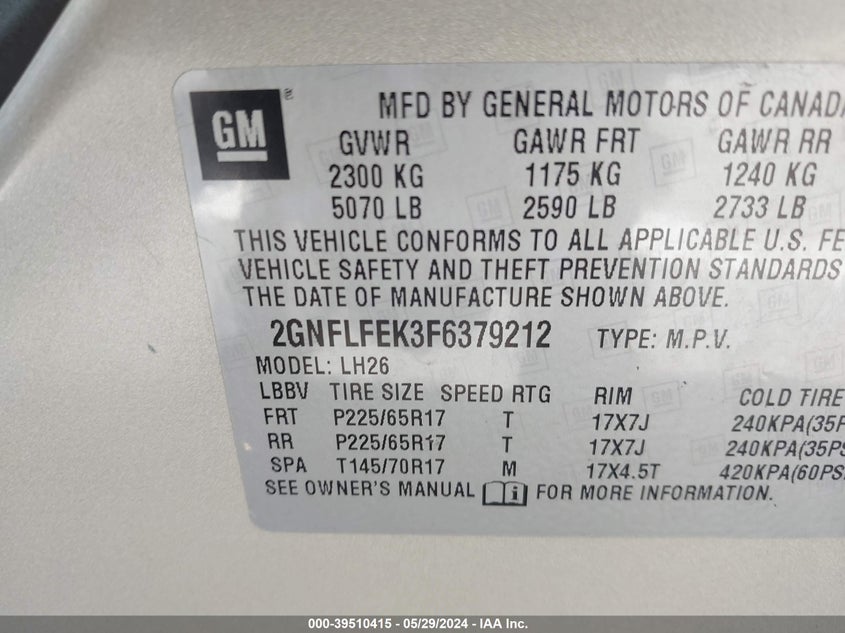 GM
MFD BY GENERAL MOTORS OF CANADA
GVWR GAWR FRT GAWR RR
2300 KG 1175 KG 1240 KG
5070 LB 2590 LB 2733 LB
THIS VEHICLE CONFORMS TO ALL APPLICABLE U.S. FE
VEHICLE SAFETY AND THEFT PREVENTION STANDARDS
THE DATE OF MANUFACTURE SHOWN ABOVE.
2GNFLFEK3F6379212 TYPE: M.P.V.
MODEL: LH26
LBBV TIRE SIZE SPEED RTG RIM COLD TIRE
FRT P225/65R17 T 17X7J 240KPA(35P
RR P225/65R17 T 17X7J 240KPA(35PS
SPA T145/70R17 M 17X4.5T 420KPA(60PS
SEE OWNER'S MANUAL i FOR MORE INFORMATION.
000-39510415 - 05/29/2024 - IAA Inc.